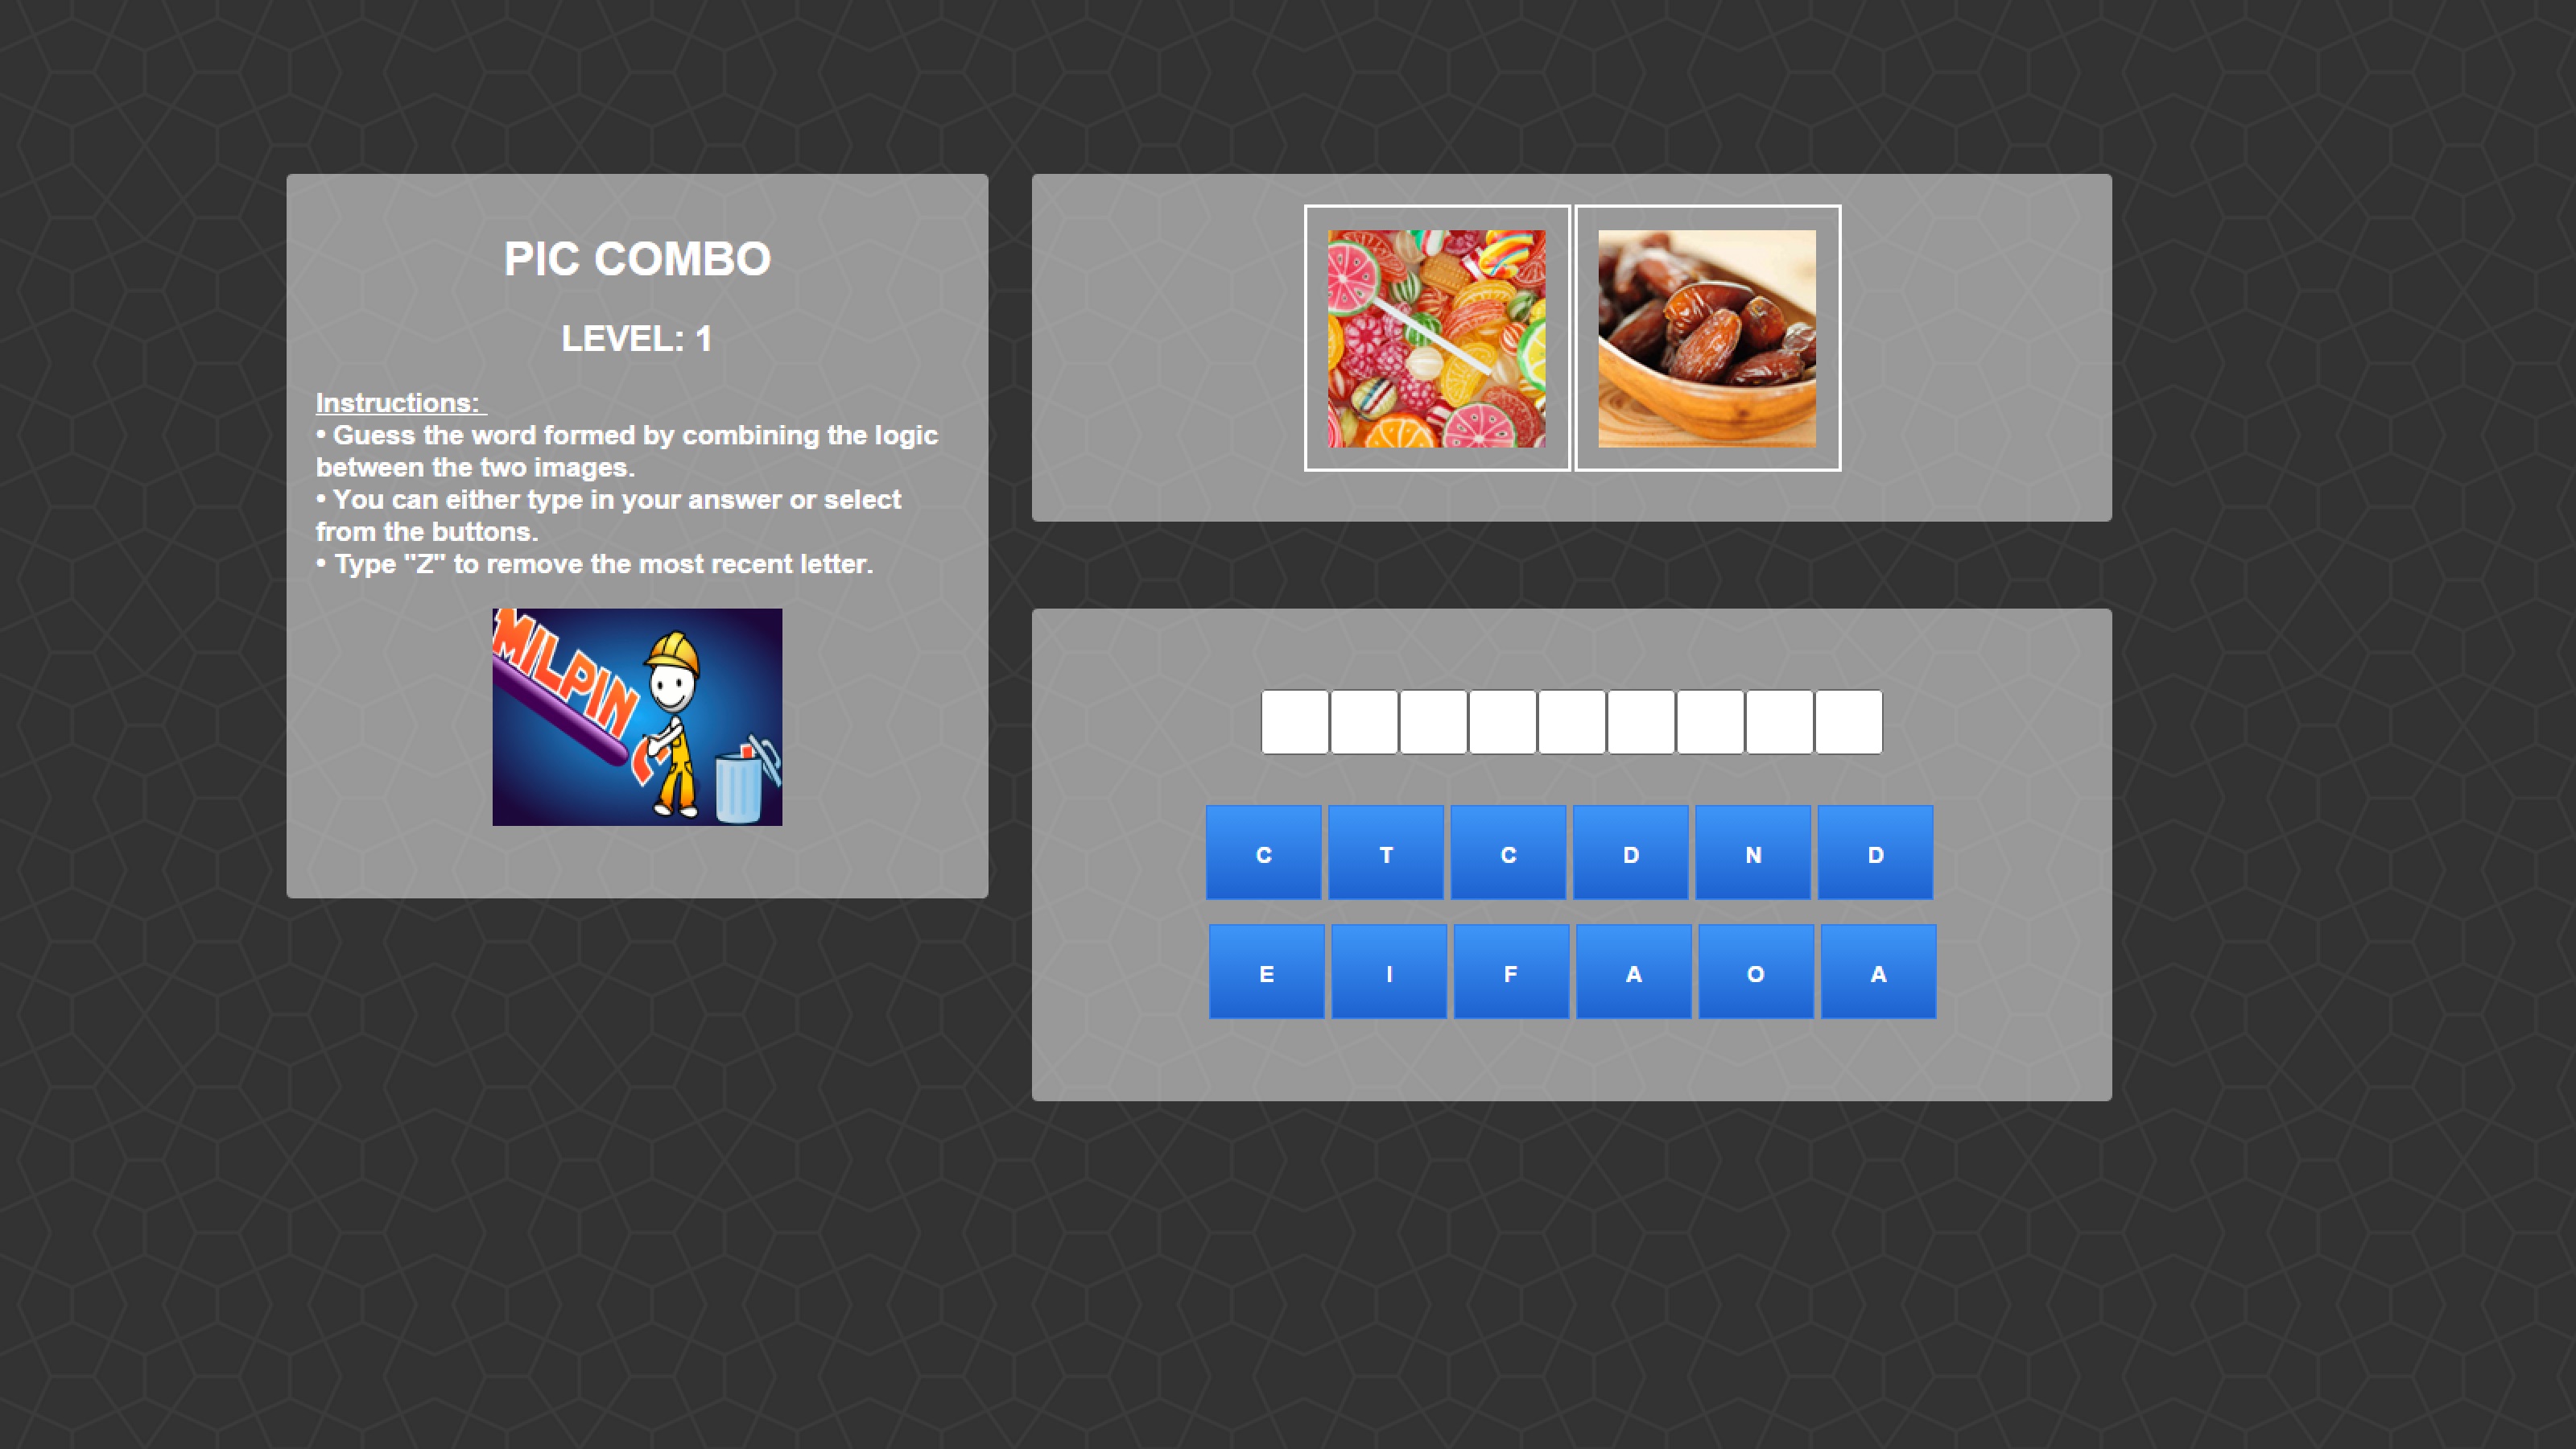 PIC COMBO
LEVEL: 1
Instructions:
• Guess the word formed by combining the logic
between the two images.
• You can either type in your answer or select
from the buttons.
• Type "Z" to remove the most recent letter.
MILPIN
C T C D N D
E I F A O A